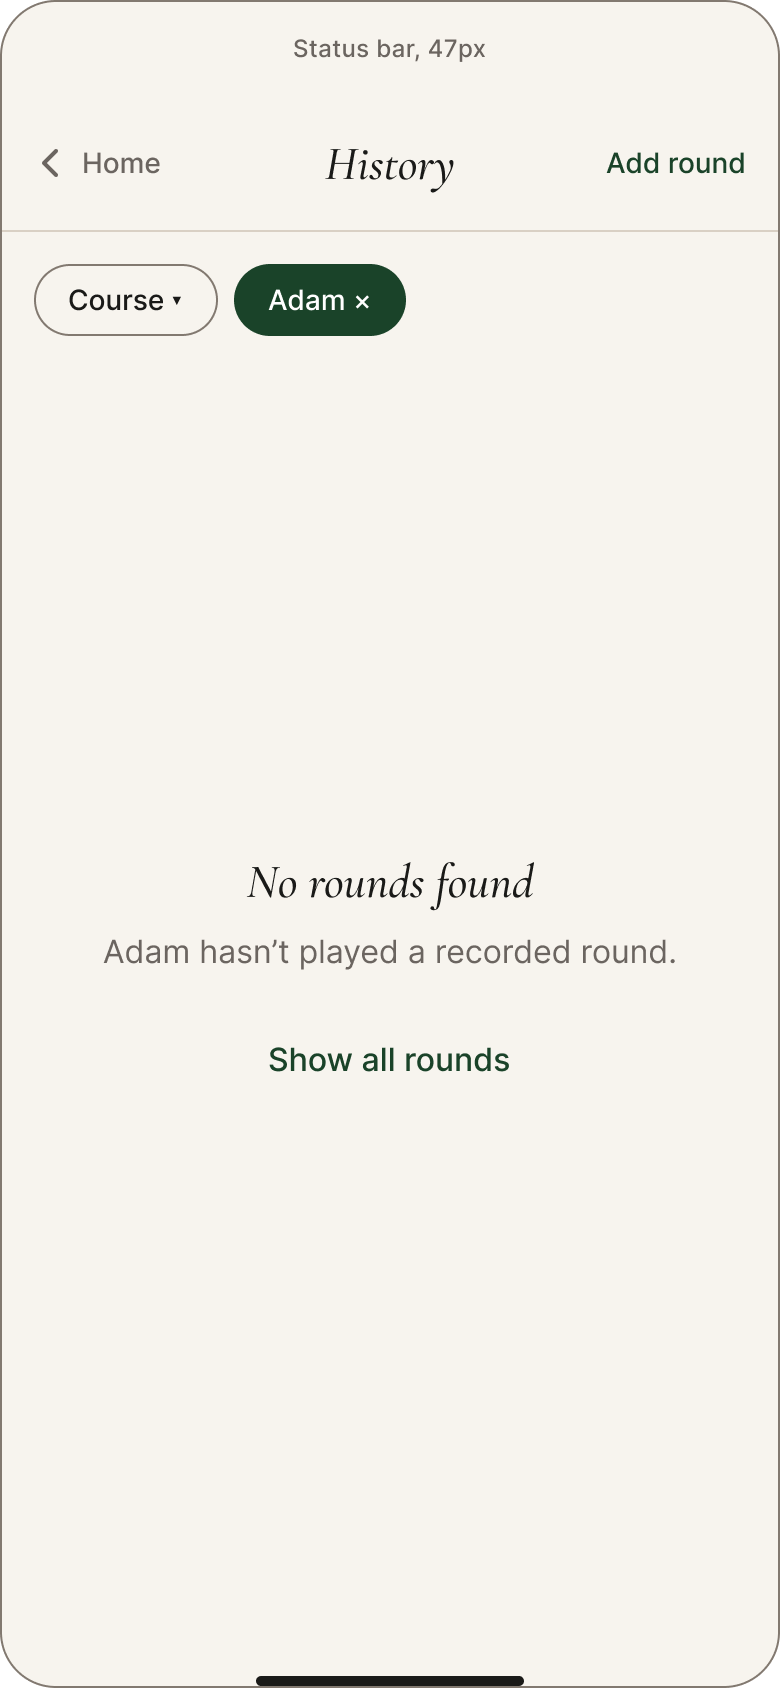 Status bar, 47px
Home History Add round
Course ▾ Adam ×
No rounds found
Adam hasn’t played a recorded round.
Show all rounds